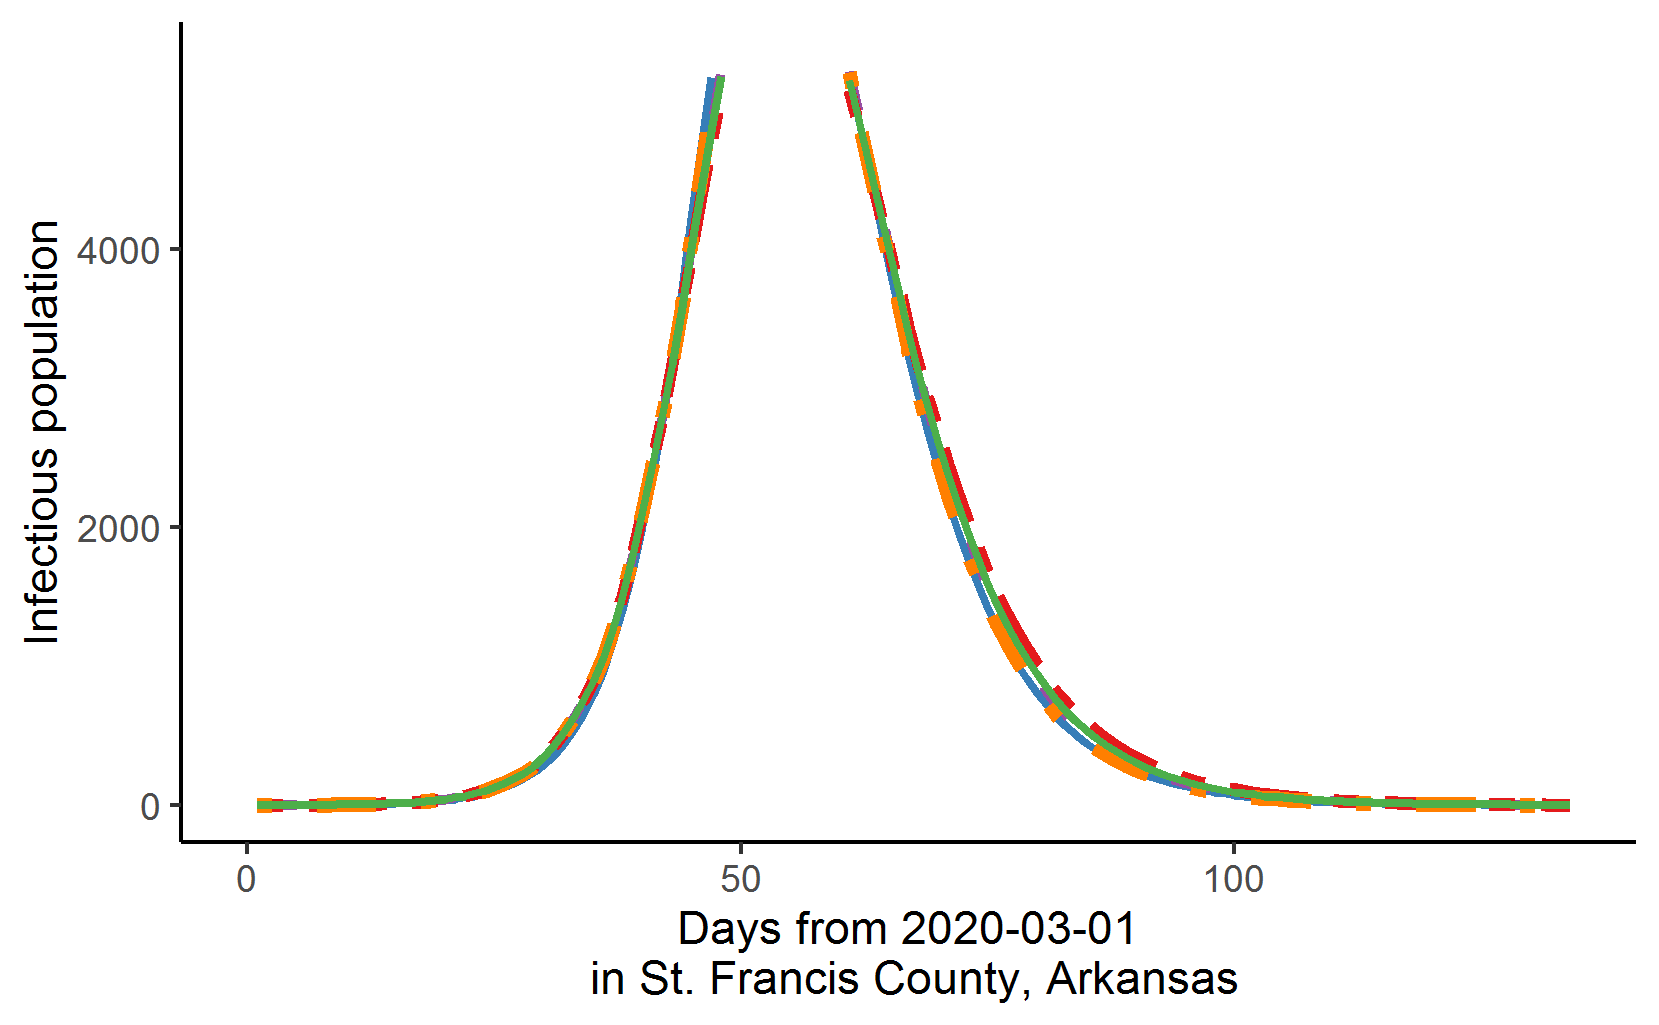 Infectious population
4000
2000
0
0 50 100
Days from 2020-03-01
in St. Francis County, Arkansas